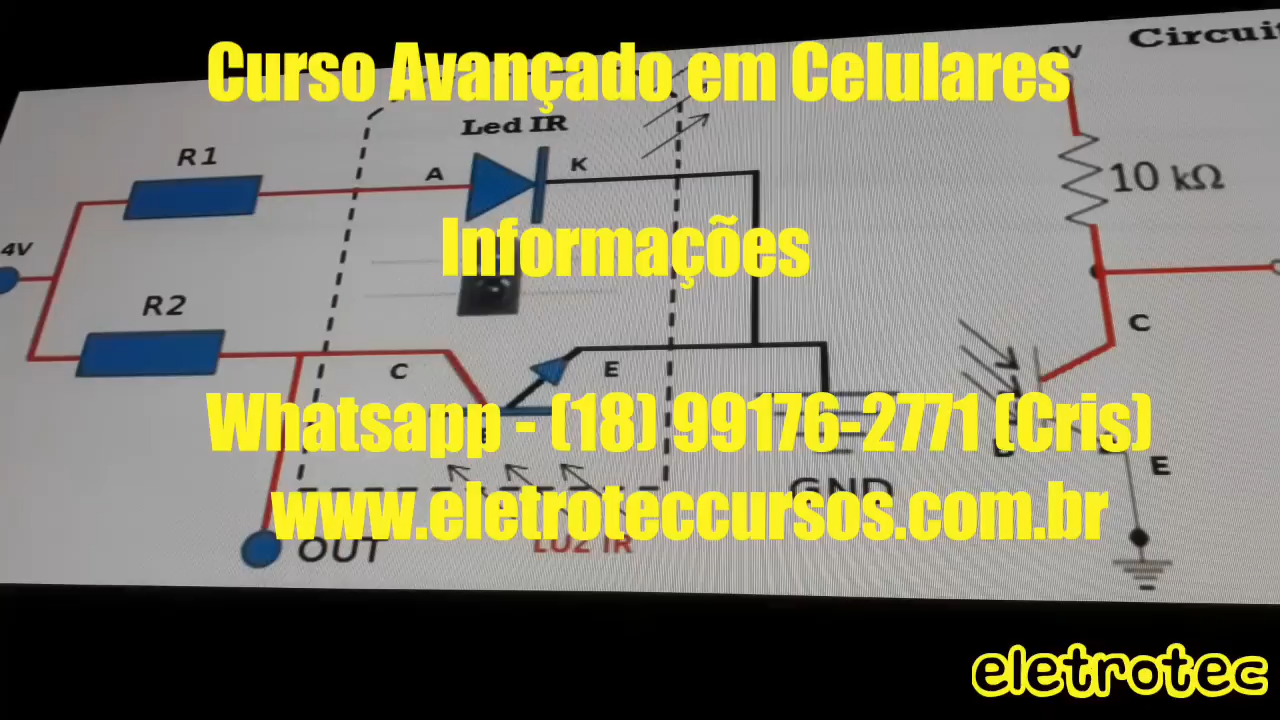 Curso Avançado em Celulares
4V
Led IR
R1
A
K
10 kΩ
4V
Informações
R2
C
C
E
Whatsapp - (18) 99176-2771 (Cris)
E
GND
www.eletroteccursos.com.br
OUT
LUZ IR
eletrotec